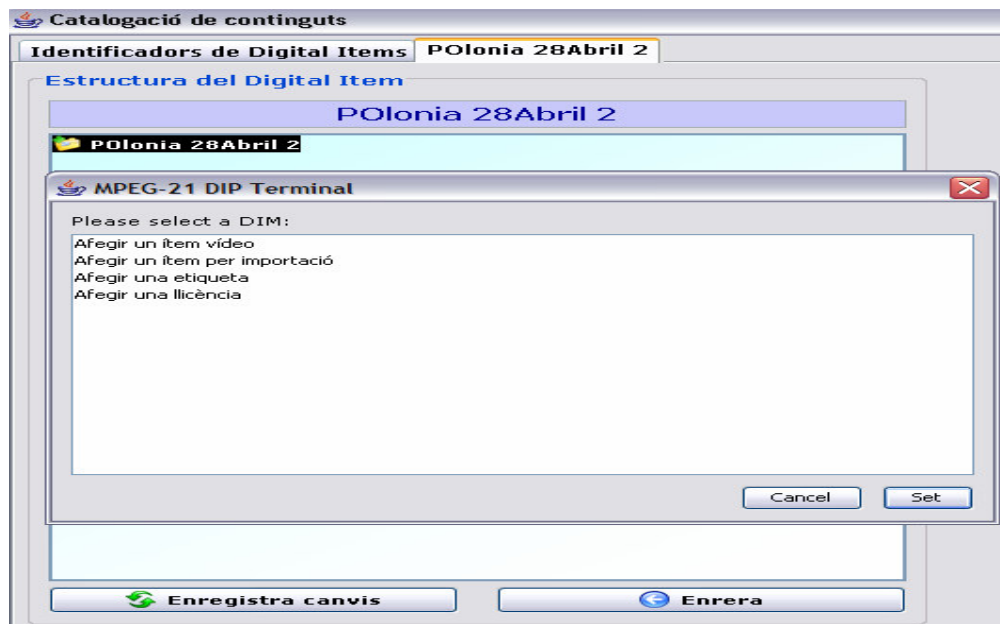 Catalogació de continguts
Identificadors de Digital Items POlonia 28Abril 2
Estructura del Digital Item
POlonia 28Abril 2
POlonia 28Abril 2
MPEG-21 DIP Terminal
Please select a DIM:
Afegir un ítem vídeo
Afegir un ítem per importació
Afegir una etiqueta
Afegir una llicència
Cancel Set
Enregistra canvis Enrera